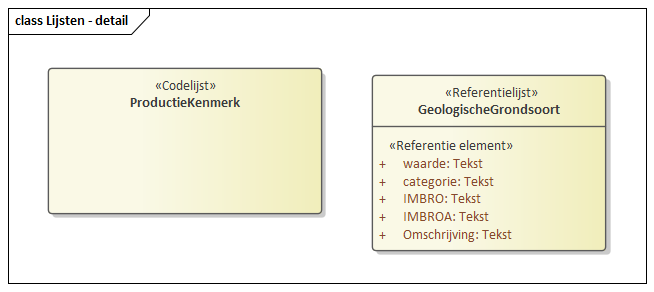 class Lijsten - detail
«Codelijst»
ProductieKenmerk
«Referentielijst»
GeologischeGrondsoort
«Referentie element»
+ waarde: Tekst
+ categorie: Tekst
+ IMBRO: Tekst
+ IMBROA: Tekst
+ Omschrijving: Tekst